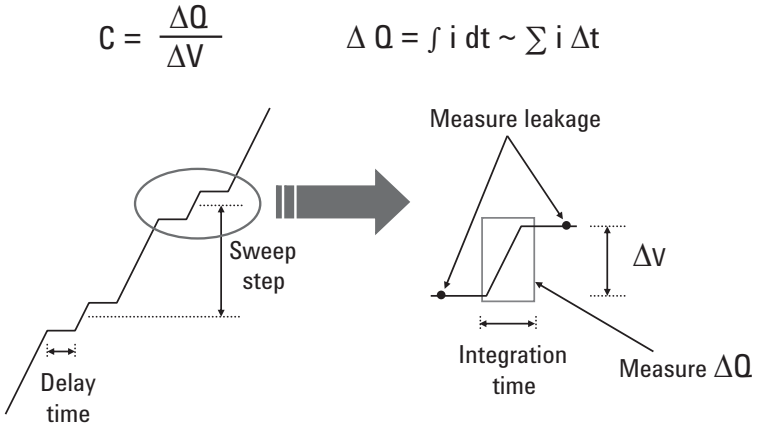 C = ΔQ / ΔV
Δ Q = ∫ i dt ~ ∑ i Δt
Measure leakage
Sweep
step
ΔV
Delay
time
Integration
time
Measure ΔQ